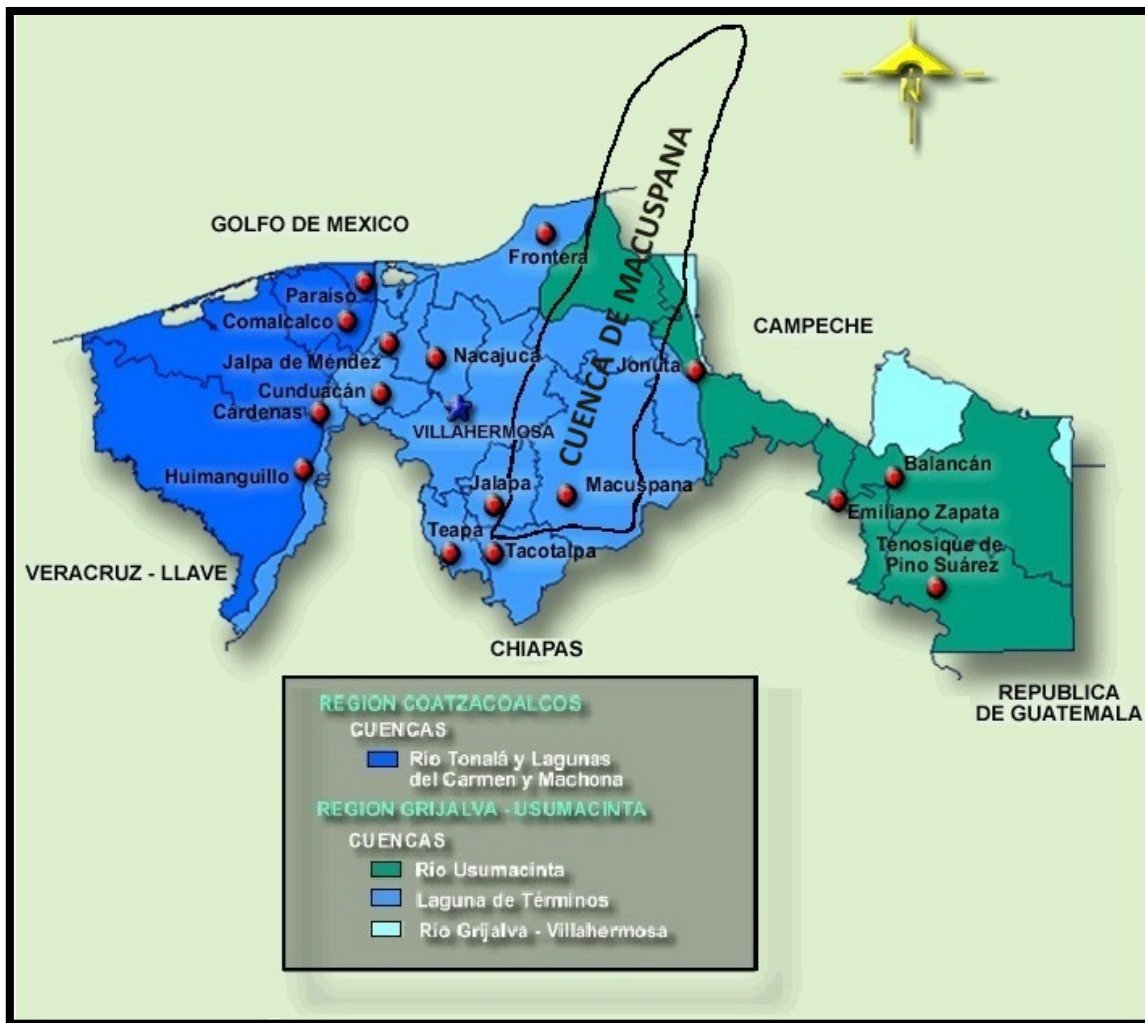 N
CUENCA DE MACUSPANA
GOLFO DE MEXICO
Frontera
Paraíso
Comalcalco
CAMPECHE
Jalpa de Méndez
Nacajuca
Jonuta
Cunduacán
Cárdenas
VILLAHERMOSA
Huimanguillo
Balancán
Jalapa
Macuspana
Emiliano Zapata
Teapa
Tacotalpa
Tenosique de
Pino Suárez
VERACRUZ - LLAVE
CHIAPAS
REPUBLICA
DE GUATEMALA
REGION COATZACOALCOS
CUENCAS
Río Tonalá y Lagunas
del Carmen y Machona
REGION GRIJALVA - USUMACINTA
CUENCAS
Río Usumacinta
Laguna de Términos
Río Grijalva - Villahermosa